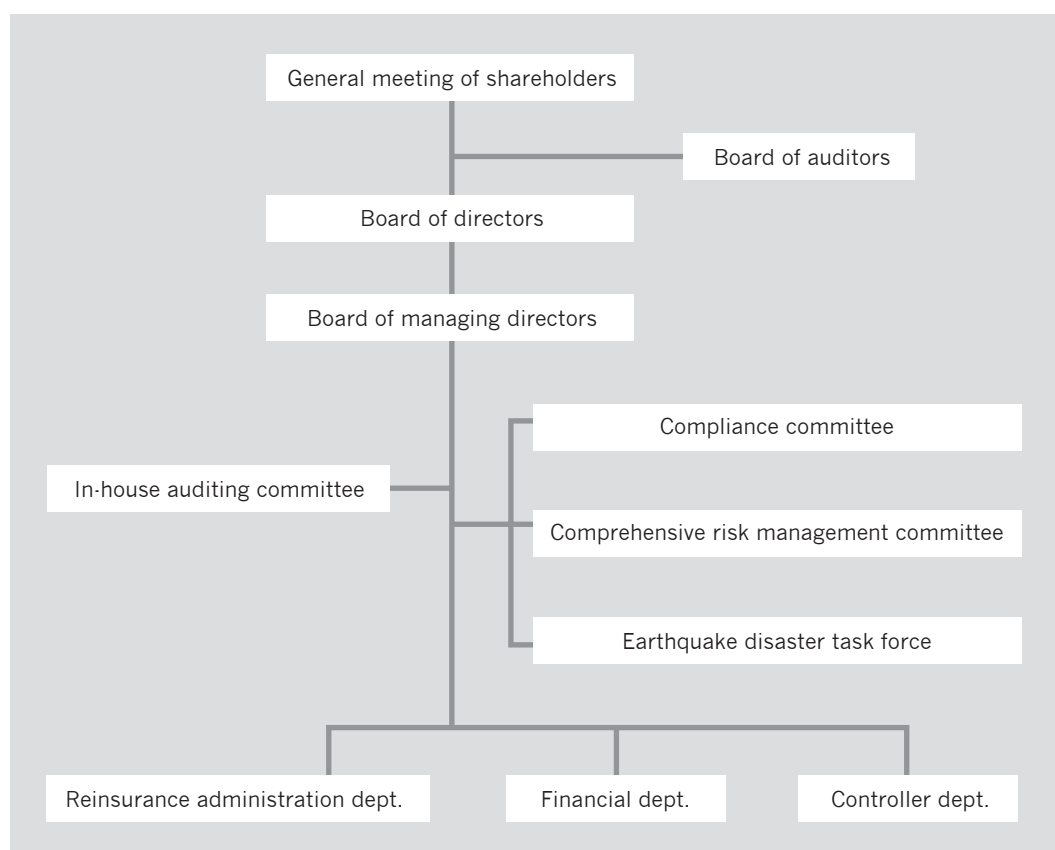 General meeting of shareholders
Board of auditors
Board of directors
Board of managing directors
Compliance committee
In-house auditing committee
Comprehensive risk management committee
Earthquake disaster task force
Reinsurance administration dept.
Financial dept.
Controller dept.